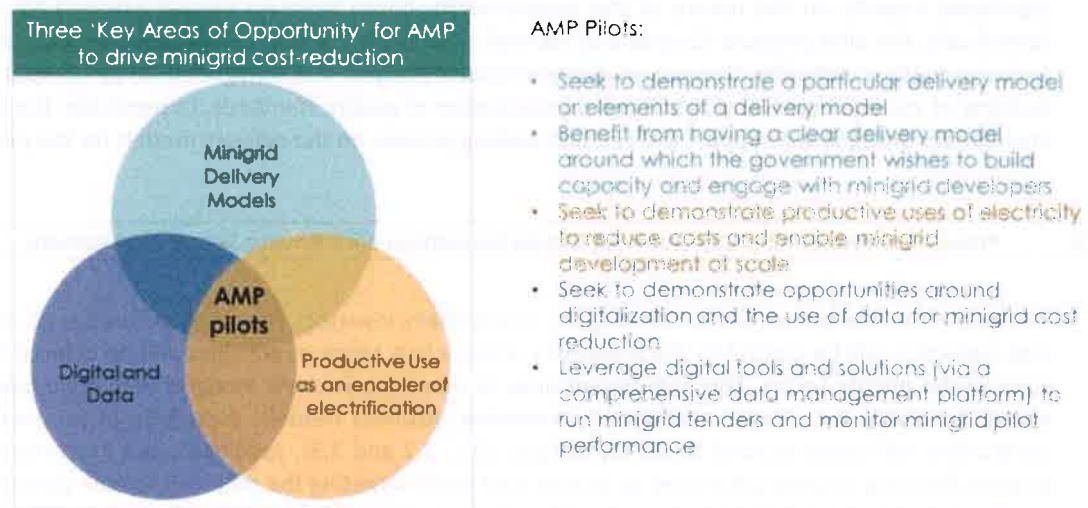 Three 'Key Areas of Opportunity' for AMP
to drive minigrid cost-reduction
Minigrid
Delivery
Models
AMP
pilots
Digital and
Data
Productive Use
as an enabler of
electrification
AMP Pilots:
• Seek to demonstrate a particular delivery model
or elements of a delivery model
• Benefit from having a clear delivery model
around which the government wishes to build
capacity and engage with minigrid developers
• Seek to demonstrate productive uses of electricity
to reduce costs and enable minigrid
development at scale
• Seek to demonstrate opportunities around
digitalization and the use of data for minigrid cost
reduction
• Leverage digital tools and solutions (via a
comprehensive data management platform) to
run minigrid tenders and monitor minigrid pilot
performance